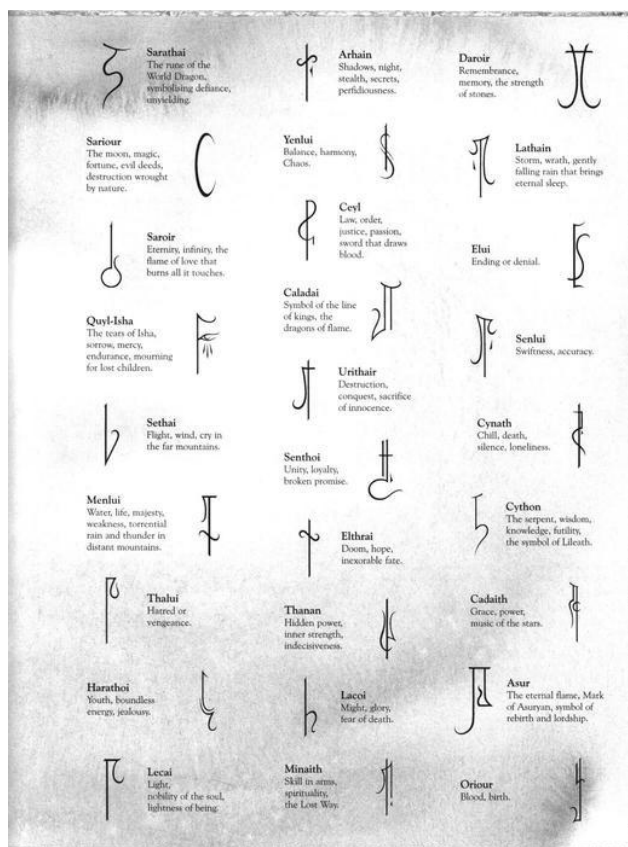 Sarathai
The rune of the
World Dragon,
symbolising defiance,
unyielding.
Sariour
The moon, magic,
fortune, evil deeds,
destruction wrought
by nature.
Saroir
Eternity, infinity, the
flame of love that
burns all it touches.
Quyl-Isha
The tears of Isha,
sorrow, mercy,
endurance, mourning
for lost children.
Sethai
Flight, wind, cry in
the far mountains.
Menlui
Water, life, majesty,
weakness, torrential
rain and thunder in
distant mountains.
Thalui
Hatred or
vengeance.
Harathoi
Youth, boundless
energy, jealousy.
Lecai
Light,
nobility of the soul,
lightness of being.
Arhain
Shadows, night,
stealth, secrets,
perfidiousness.
Yenlui
Balance, harmony,
Chaos.
Ceyl
Law, order,
justice, passion,
sword that draws
blood.
Caladai
Symbol of the line
of kings, the
dragons of flame.
Urithair
Destruction,
conquest, sacrifice
of innocence.
Senthoi
Unity, loyalty,
broken promise.
Elthrai
Doom, hope,
inexorable fate.
Thanan
Hidden power,
inner strength,
indecisiveness.
Lacoi
Might, glory,
fear of death.
Minaith
Skill in arms,
spirituality,
the Lost Way.
Daroir
Remembrance,
memory, the strength
of stones.
Lathain
Storm, wrath, gently
falling rain that brings
eternal sleep.
Elui
Ending or denial.
Senlui
Swiftness, accuracy.
Cynath
Chill, death,
silence, loneliness.
Cython
The serpent, wisdom,
knowledge, futility,
the symbol of Lileath.
Cadaith
Grace, power,
music of the stars.
Asur
The eternal flame, Mark
of Asuryan, symbol of
rebirth and lordship.
Oriour
Blood, birth.